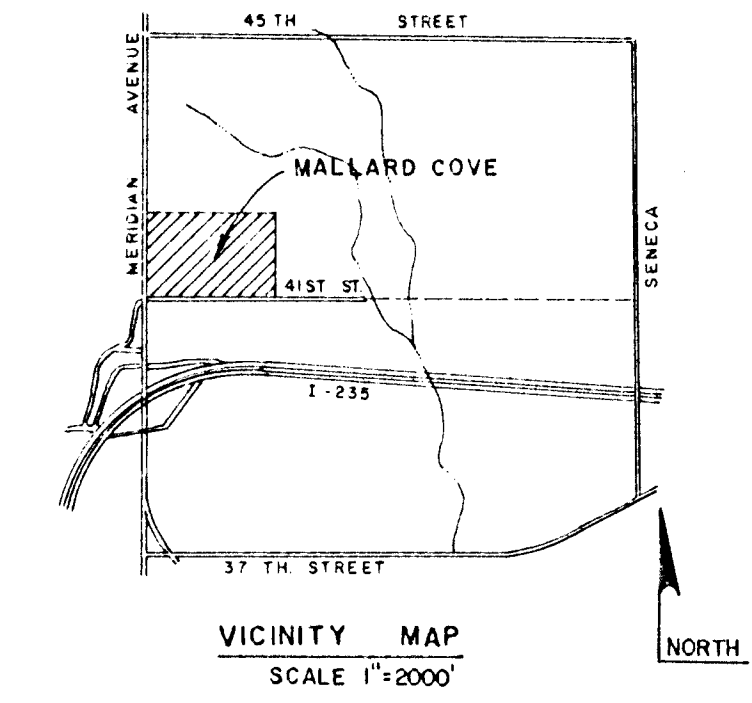 45 TH STREET
MERIDIAN AVENUE
MALLARD COVE
SENECA
41ST ST.
I-235
37 TH. STREET
VICINITY MAP
SCALE 1"=2000'
NORTH